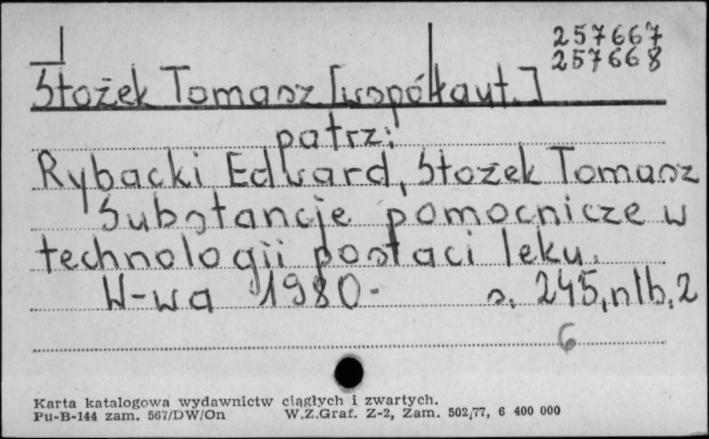 257667
257668
Stożek Tomasz [współaut.]
patrz:
Rybacki Edward, Stożek Tomasz
Substancje pomocnicze w
technologii postaci leku.
W-wa 1980. s. 245, nlb. 2
6
Karta katalogowa wydawnictw ciągłych i zwartych.
Pu-B-144 zam. 567/DW/On W.Z.Graf. Z-2, Zam. 502/77, 6 400 000